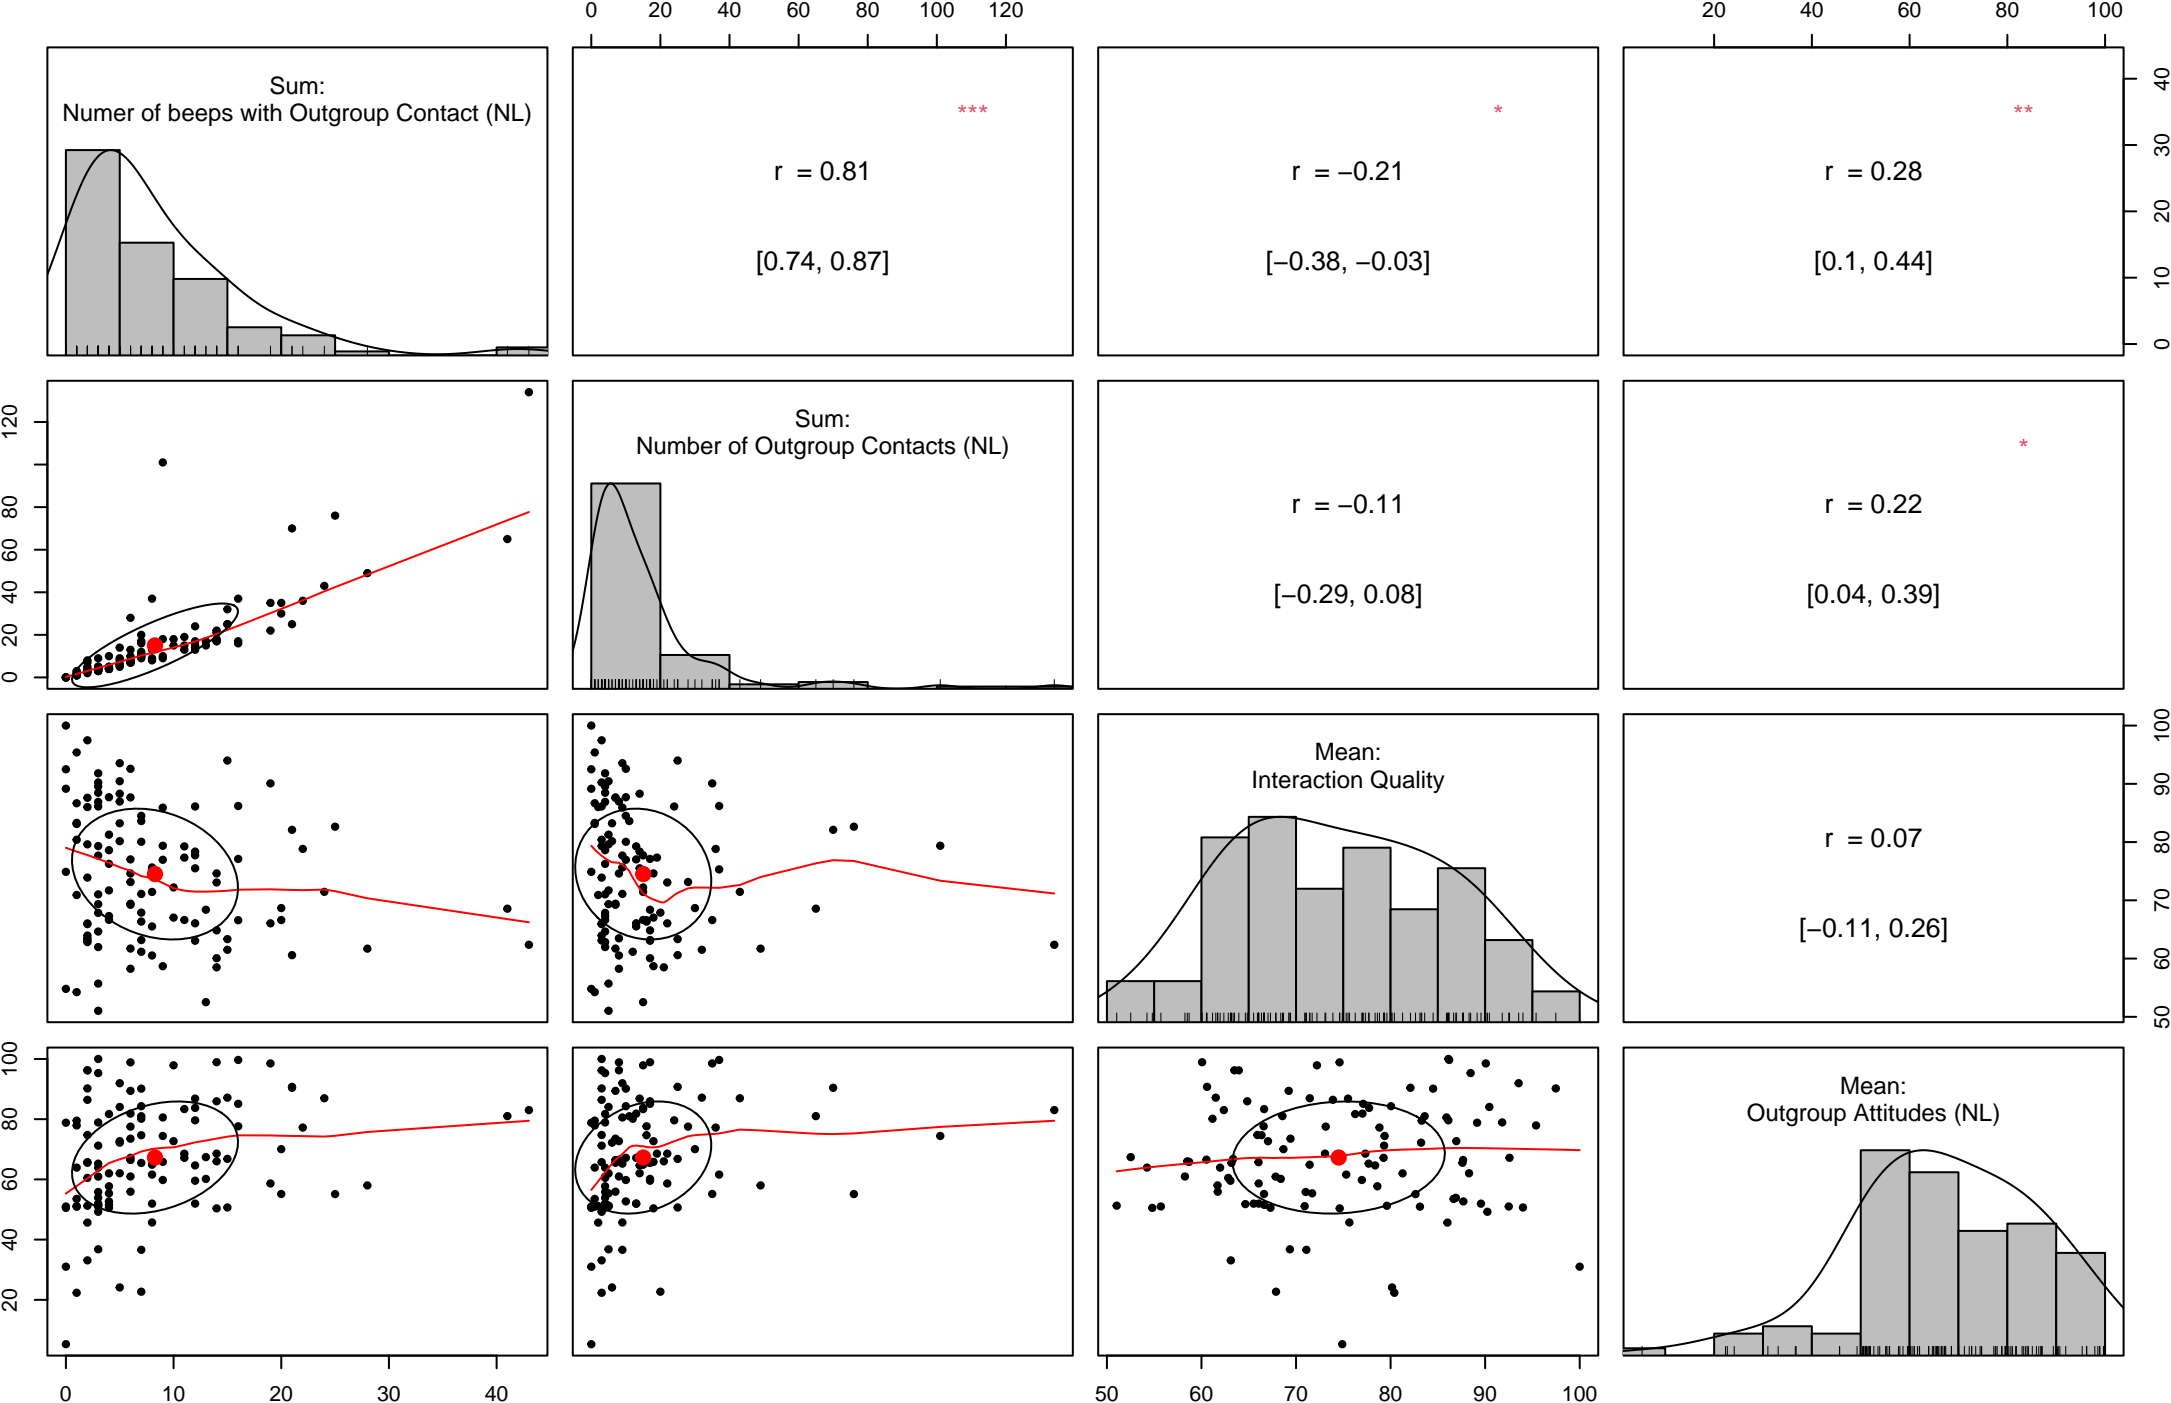 0 20 40 60 80 100 120
20 40 60 80 100
Sum:
Numer of beeps with Outgroup Contact (NL)
***
r = 0.81
[0.74, 0.87]
*
r = −0.21
[−0.38, −0.03]
**
r = 0.28
[0.1, 0.44]
0 10 20 30 40
0 20 40 60 80 120
Sum:
Number of Outgroup Contacts (NL)
r = −0.11
[−0.29, 0.08]
*
r = 0.22
[0.04, 0.39]
Mean:
Interaction Quality
r = 0.07
[−0.11, 0.26]
50 60 70 80 90 100
20 40 60 80 100
Mean:
Outgroup Attitudes (NL)
0 10 20 30 40
50 60 70 80 90 100